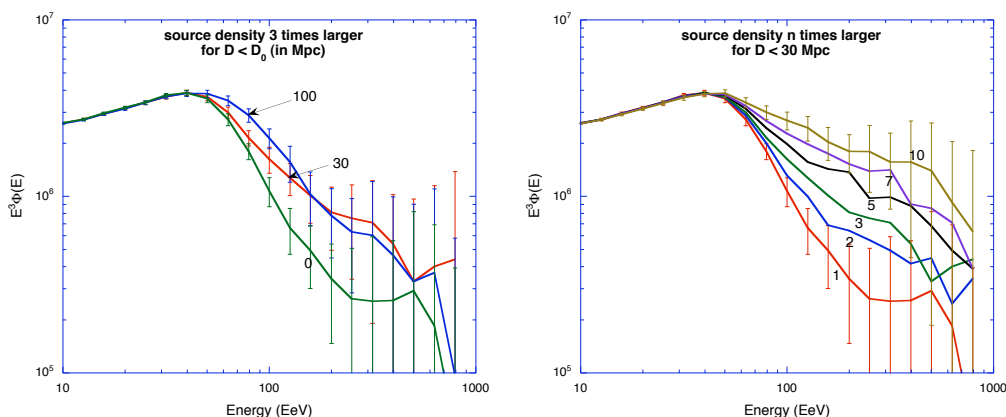 source density 3 times larger
for D < D₀ (in Mpc)
10⁷
10⁶
10⁵
E³Φ(E)
100
30
0
10
100
1000
Energy (EeV)
source density n times larger
for D < 30 Mpc
10⁷
10⁶
10⁵
E³Φ(E)
10
7
5
3
2
1
10
100
1000
Energy (EeV)